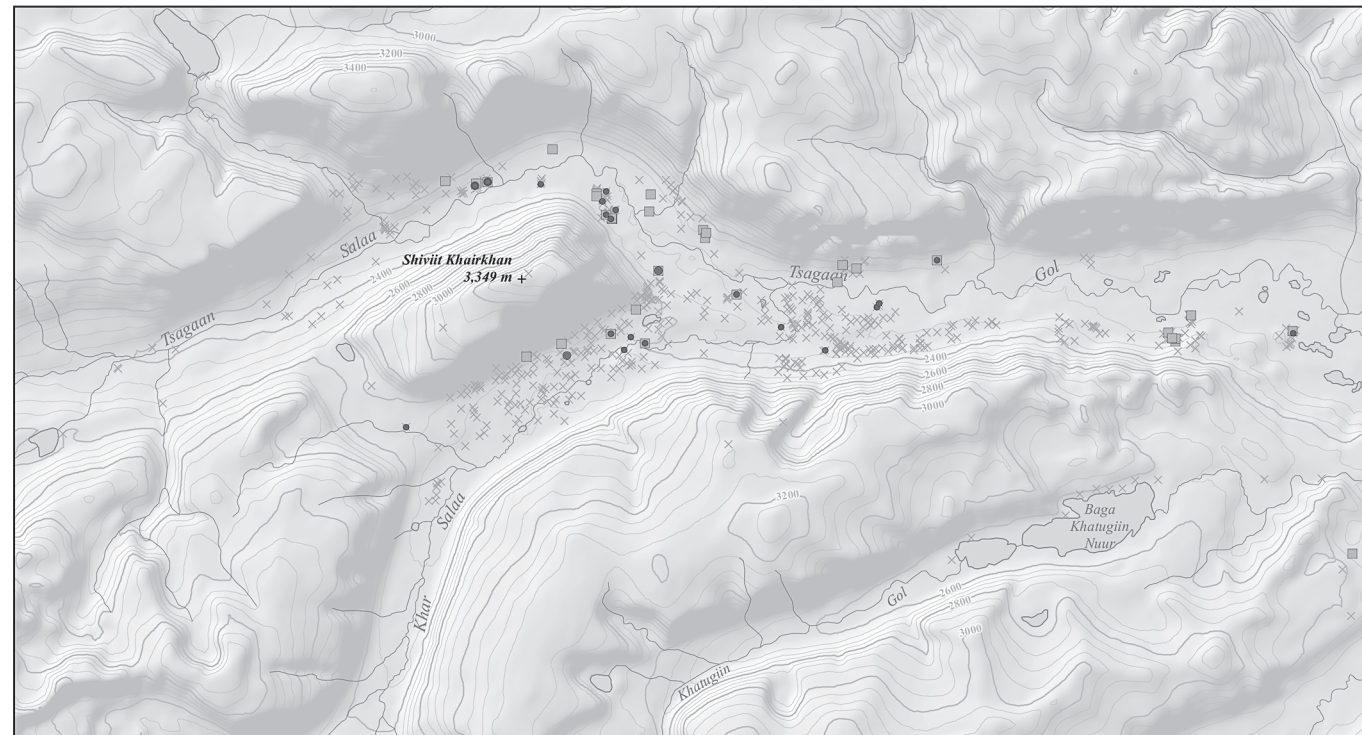 3000
3200
3400
Salaa
Shiviit Khairkhan
3,349 m +
2400
2600
2800
3000
Tsagaan
Tsagaan
Gol
2400
2600
2800
3000
3200
Salaa
Khar
Baga
Khatugiin
Nuur
Gol
2600
2800
3000
Khatugiin